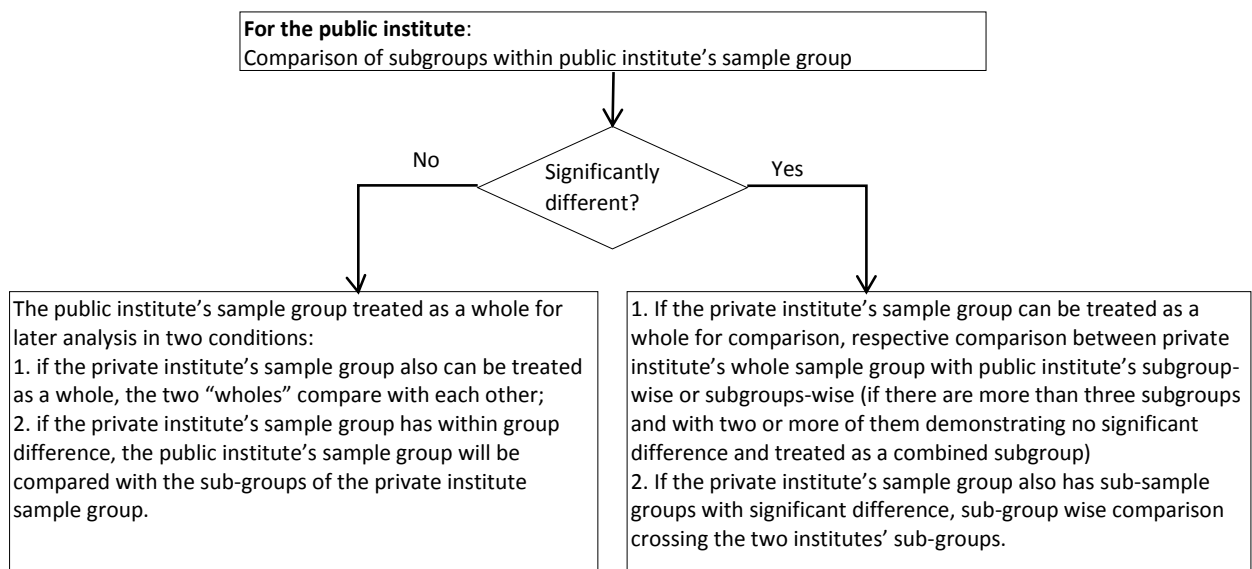 For the public institute:
Comparison of subgroups within public institute’s sample group
No
Significantly
different?
Yes
The public institute’s sample group treated as a whole for
later analysis in two conditions:
1. if the private institute’s sample group also can be treated
as a whole, the two “wholes” compare with each other;
2. if the private institute’s sample group has within group
difference, the public institute’s sample group will be
compared with the sub-groups of the private institute
sample group.
1. If the private institute’s sample group can be treated as a
whole for comparison, respective comparison between private
institute’s whole sample group with public institute’s subgroup-
wise or subgroups-wise (if there are more than three subgroups
and with two or more of them demonstrating no significant
difference and treated as a combined subgroup)
2. If the private institute’s sample group also has sub-sample
groups with significant difference, sub-group wise comparison
crossing the two institutes’ sub-groups.